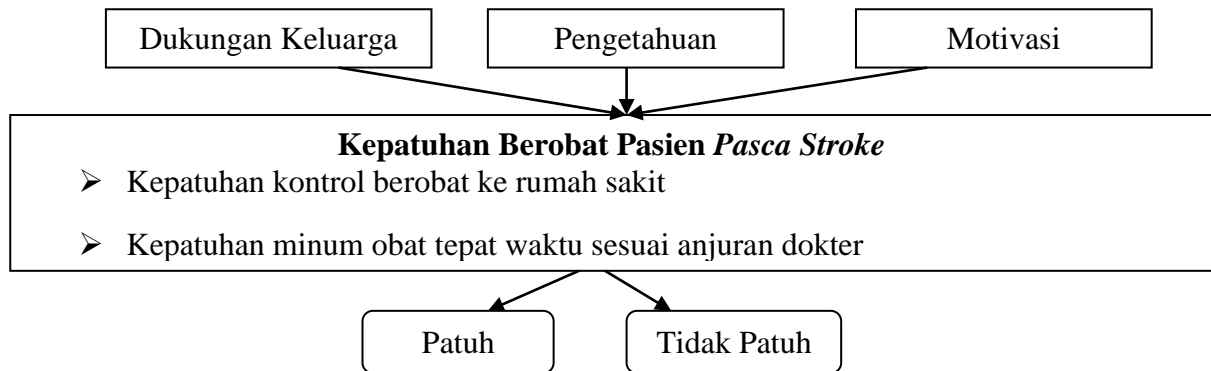 Dukungan Keluarga
Pengetahuan
Motivasi
Kepatuhan Berobat Pasien Pasca Stroke
➢ Kepatuhan kontrol berobat ke rumah sakit
➢ Kepatuhan minum obat tepat waktu sesuai anjuran dokter
Patuh
Tidak Patuh